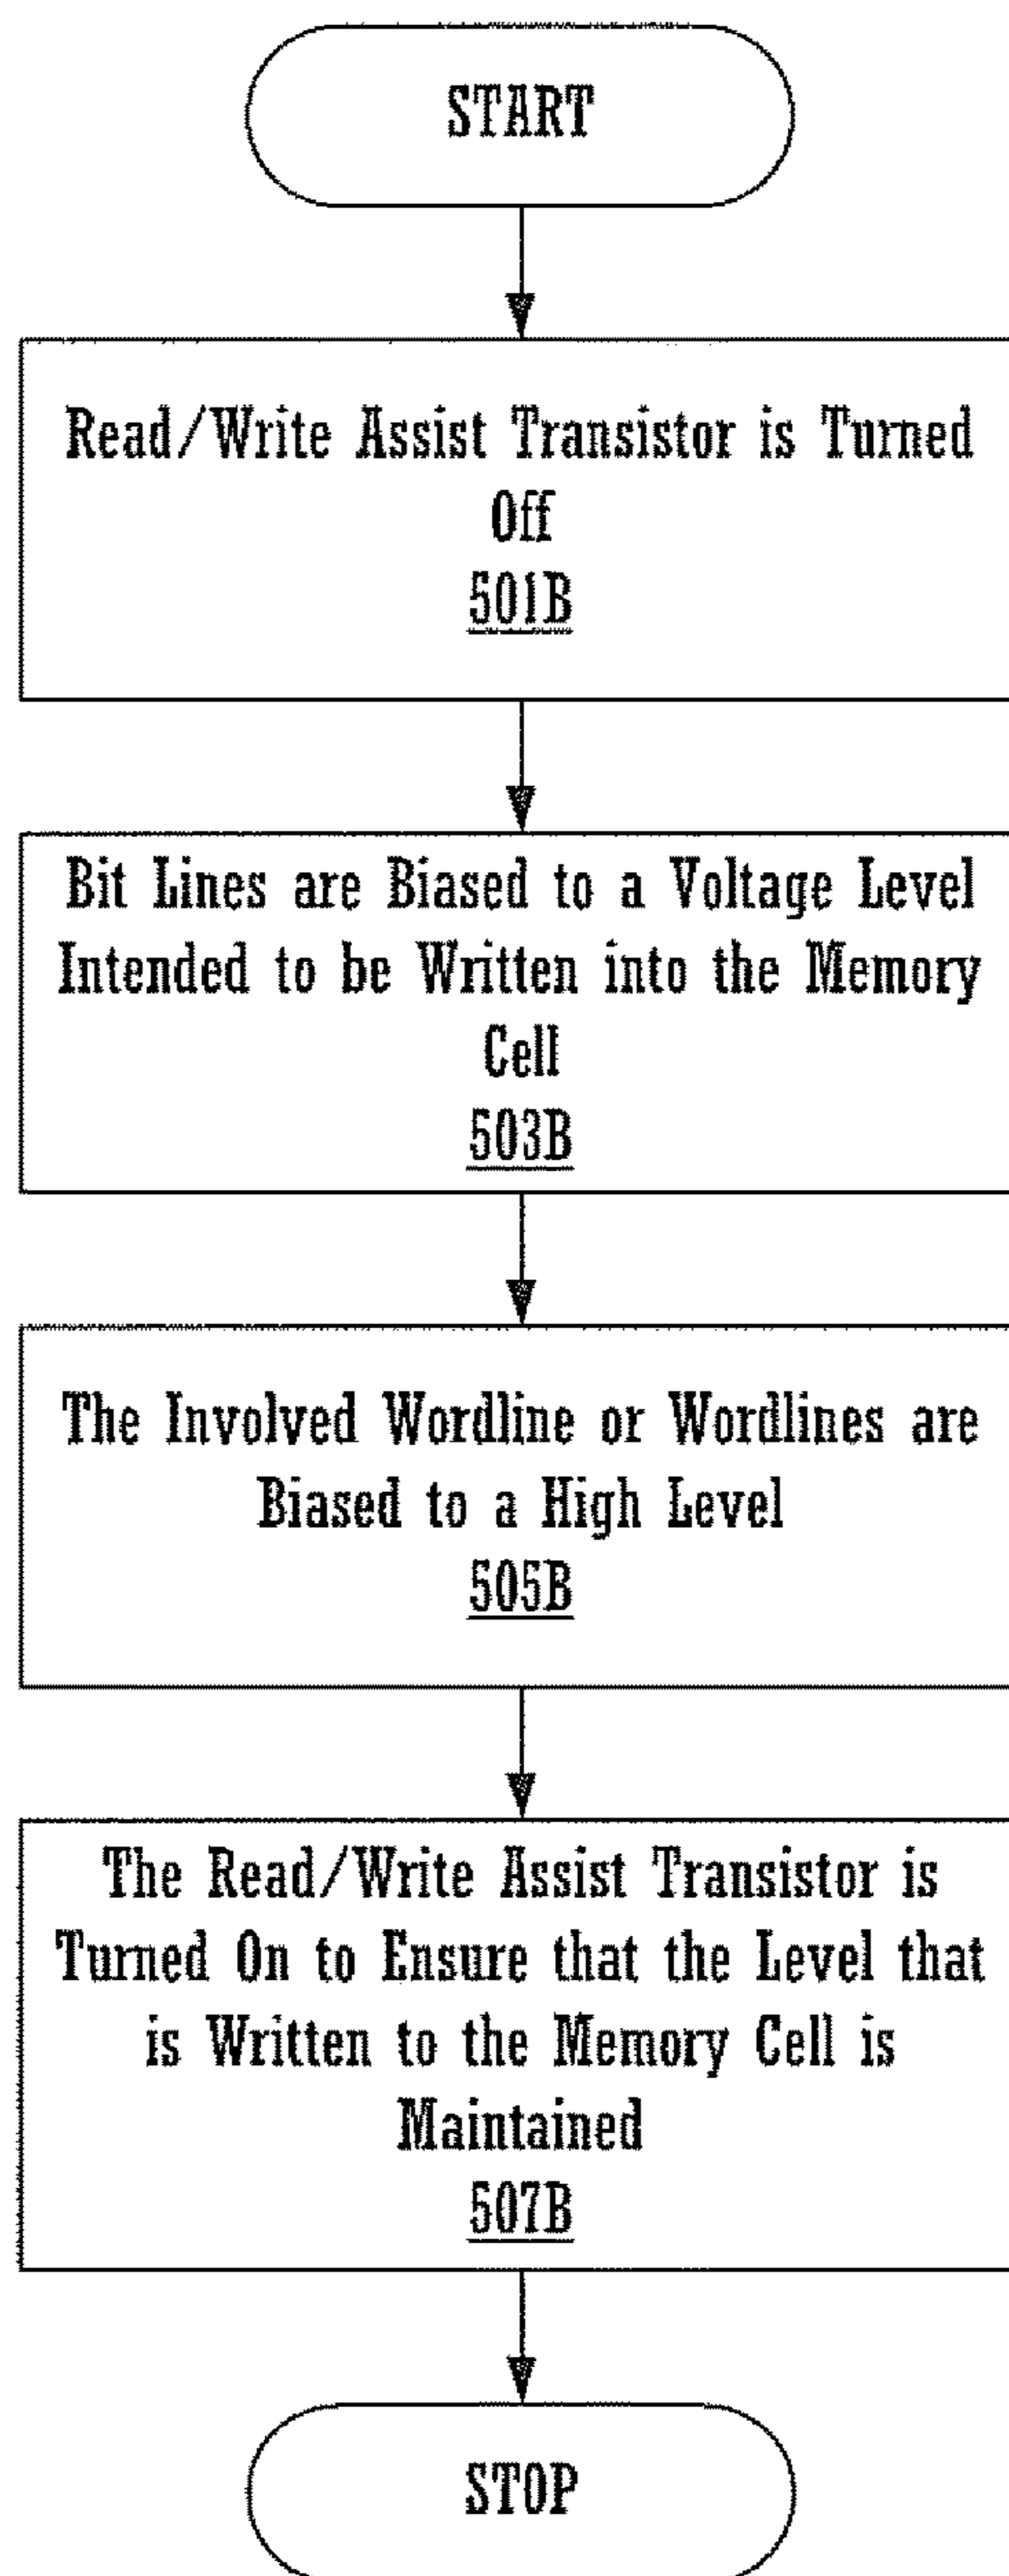 START
Read/Write Assist Transistor is Turned
Off
501B
Bit Lines are Biased to a Voltage Level
Intended to be Written into the Memory
Cell
503B
The Involved Wordline or Wordlines are
Biased to a High Level
505B
The Read/Write Assist Transistor is
Turned On to Ensure that the Level that
is Written to the Memory Cell is
Maintained
507B
STOP